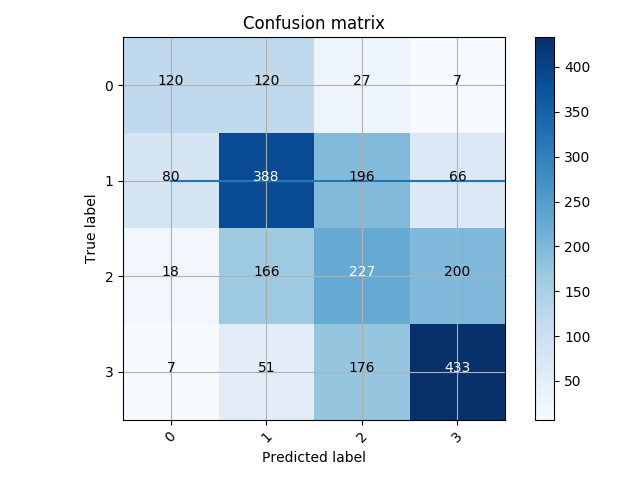 Confusion matrix
True label
0 120 120 27 7
1 80 388 196 66
2 18 166 227 200
3 7 51 176 433
0 1 2 3
Predicted label
400
350
300
250
200
150
100
50